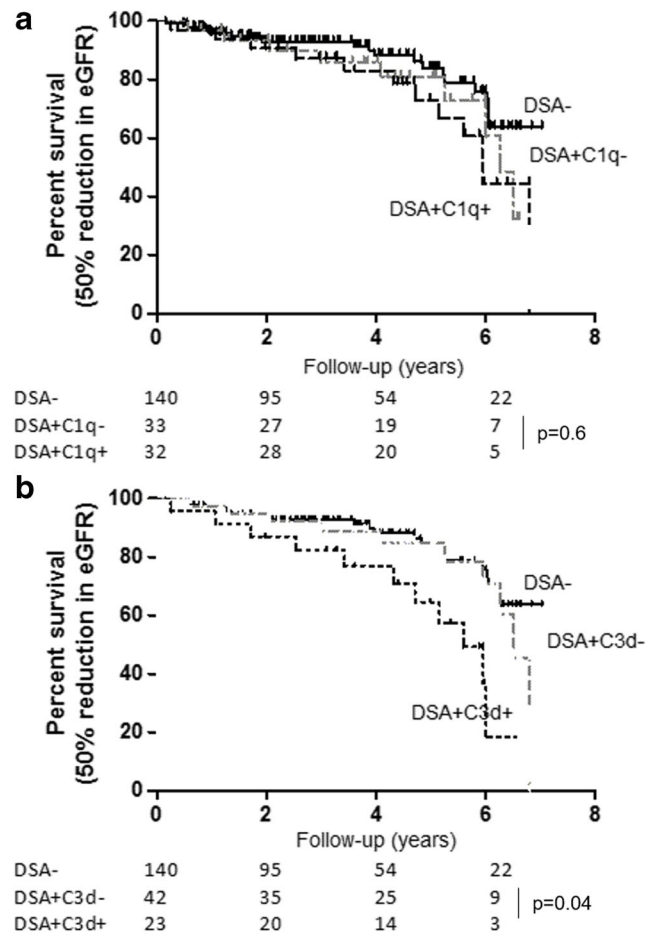 a
Percent survival
(50% reduction in eGFR)
100
80
60
40
20
0
DSA-
DSA+C1q-
DSA+C1q+
0 2 4 6 8
Follow-up (years)
DSA- 140 95 54 22
DSA+C1q- 33 27 19 7
DSA+C1q+ 32 28 20 5
p=0.6
b
Percent survival
(50% reduction in eGFR)
100
80
60
40
20
0
DSA-
DSA+C3d-
DSA+C3d+
0 2 4 6 8
Follow-up (years)
DSA- 140 95 54 22
DSA+C3d- 42 35 25 9
DSA+C3d+ 23 20 14 3
p=0.04